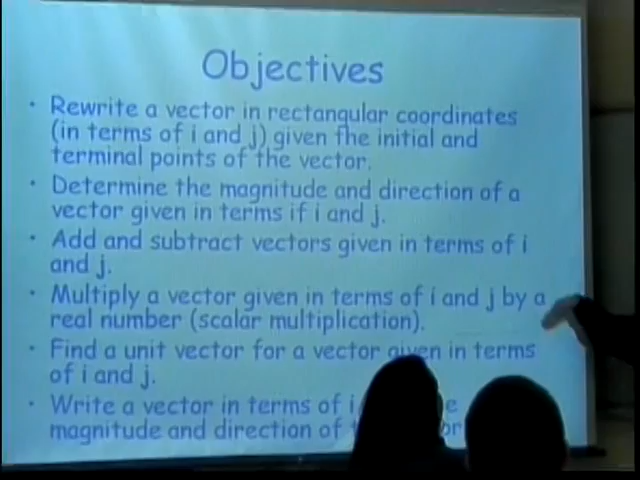 Objectives
• Rewrite a vector in rectangular coordinates
(in terms of i and j) given the initial and
terminal points of the vector.
• Determine the magnitude and direction of a
vector given in terms if i and j.
• Add and subtract vectors given in terms of i
and j.
• Multiply a vector given in terms of i and j by a
real number (scalar multiplication).
• Find a unit vector for a vector given in terms
of i and j.
• Write a vector in terms of i
magnitude and direction of